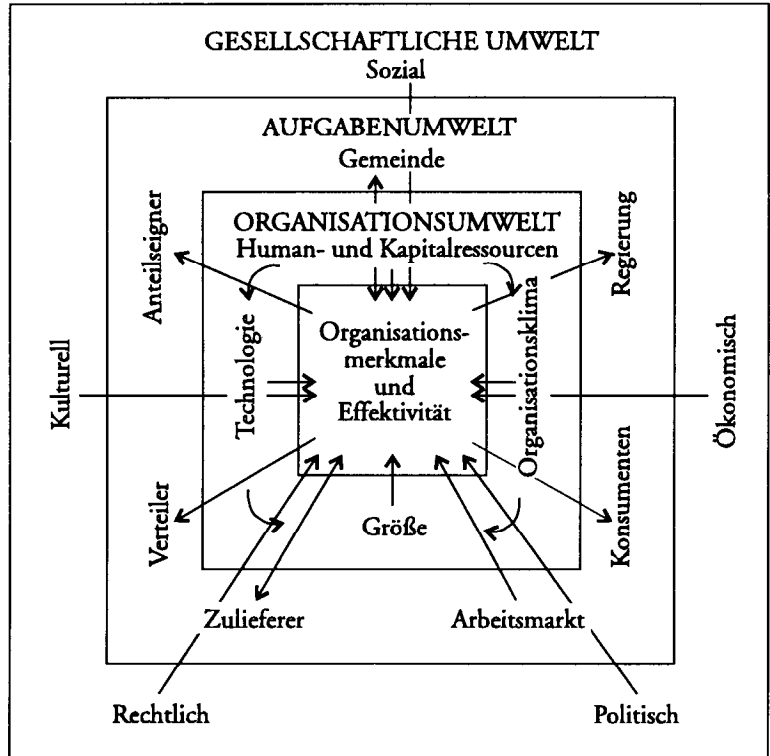 GESELLSCHAFTLICHE UMWELT
Sozial
AUFGABENUMWELT
Gemeinde
Anteilseigner
Regierung
ORGANISATIONSUMWELT
Human- und Kapitalressourcen
Kulturell
Technologie
Organisations-
merkmale
und
Effektivität
Organisationsklima
Ökonomisch
Verteiler
Größe
Konsumenten
Zulieferer
Arbeitsmarkt
Rechtlich
Politisch